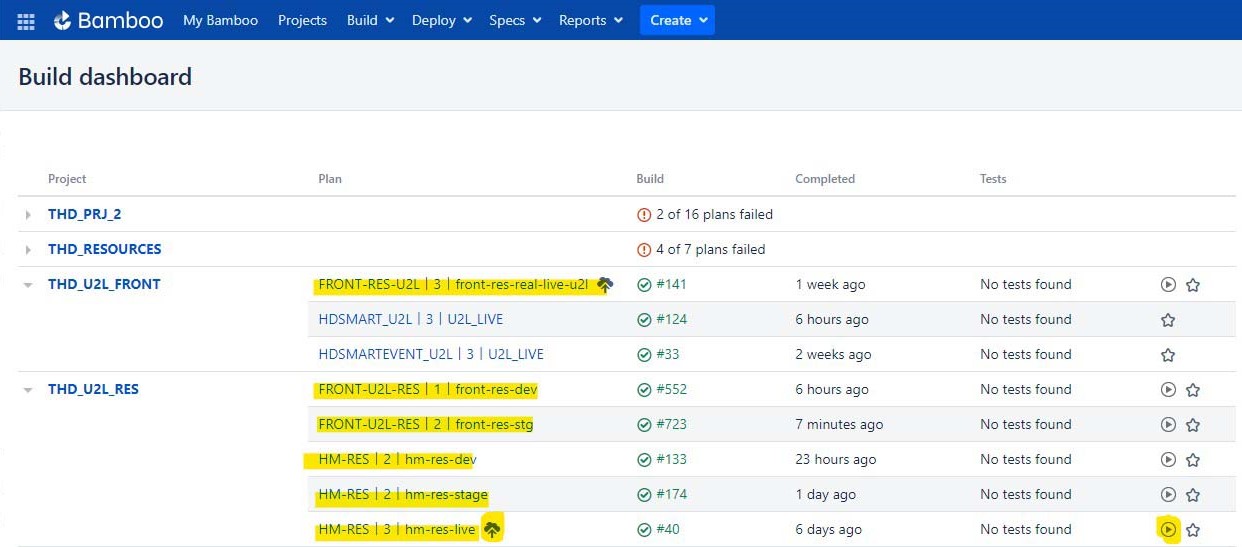 Bamboo My Bamboo Projects Build Deploy Specs Reports Create
Build dashboard
Project Plan Build Completed Tests
THD_PRJ_2 2 of 16 plans failed
THD_RESOURCES 4 of 7 plans failed
THD_U2L_FRONT FRONT-RES-U2L | 3 | front-res-real-live-u2l #141 1 week ago No tests found
HDSMART_U2L | 3 | U2L_LIVE #124 6 hours ago No tests found
HDSMARTEVENT_U2L | 3 | U2L_LIVE #33 2 weeks ago No tests found
THD_U2L_RES FRONT-U2L-RES | 1 | front-res-dev #552 6 hours ago No tests found
FRONT-U2L-RES | 2 | front-res-stg #723 7 minutes ago No tests found
HM-RES | 2 | hm-res-dev #133 23 hours ago No tests found
HM-RES | 2 | hm-res-stage #174 1 day ago No tests found
HM-RES | 3 | hm-res-live #40 6 days ago No tests found